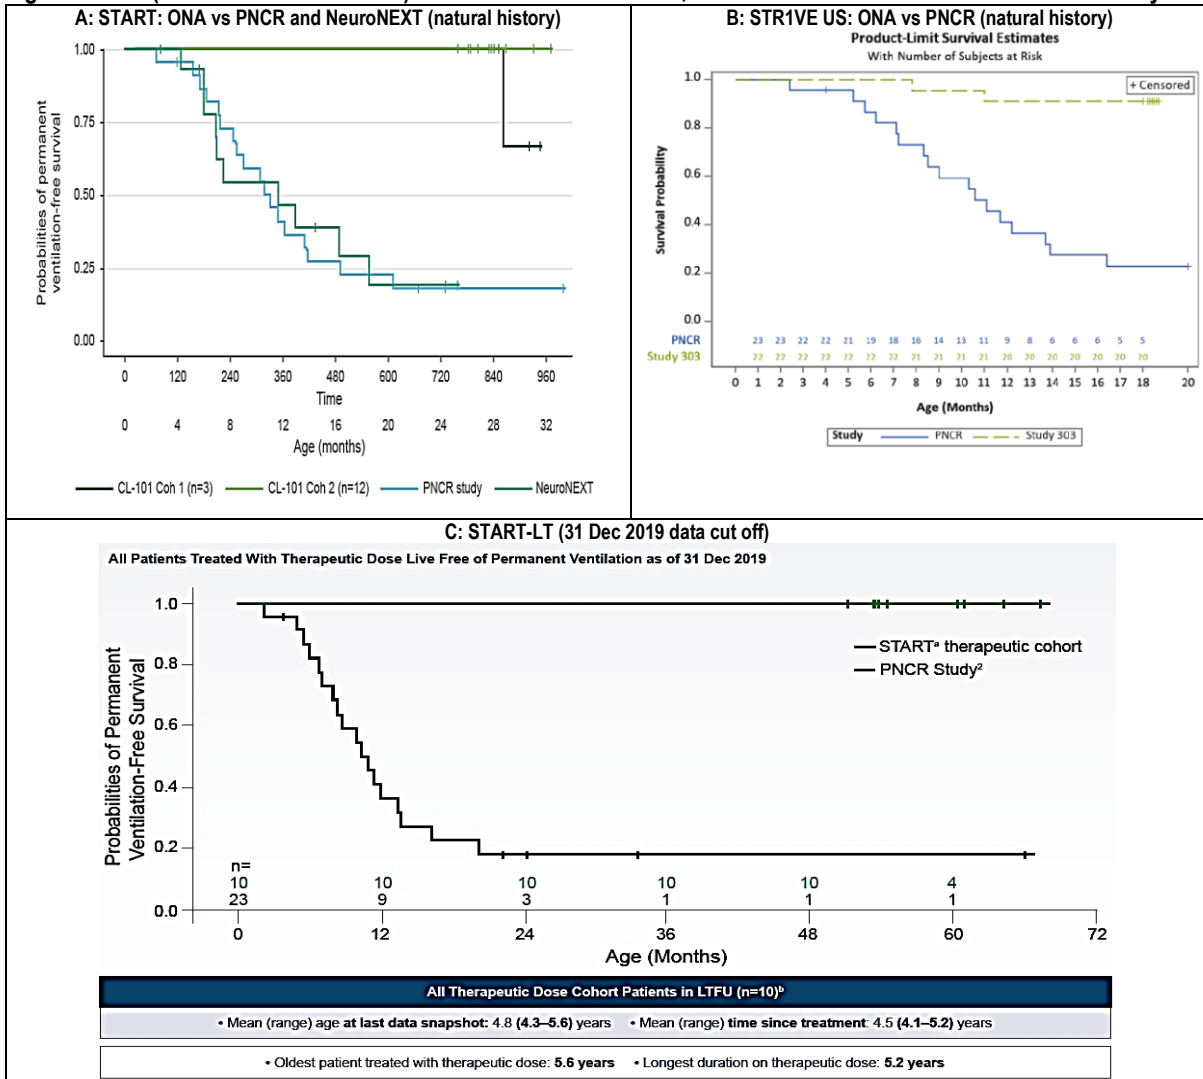 A: START: ONA vs PNCR and NeuroNEXT (natural history)
1.00
0.75
0.50
0.25
0.00
Probabilities of permanent
ventilation-free survival
0 120 240 360 480 600 720 840 960
Time
0 4 8 12 16 20 24 28 32
Age (months)
CL-101 Coh 1 (n=3) CL-101 Coh 2 (n=12) PNCR study NeuroNEXT
B: STR1VE US: ONA vs PNCR (natural history)
Product-Limit Survival Estimates
With Number of Subjects at Risk
+ Censored
1.0
0.8
0.6
0.4
0.2
0.0
Survival Probability
PNCR 23 23 22 22 21 19 18 16 14 13 11 9 8 6 6 6 5 5
Study 303 22 22 22 22 22 22 22 21 21 21 21 20 20 20 20 20 20 20
0 1 2 3 4 5 6 7 8 9 10 11 12 13 14 15 16 17 18 20
Age (Months)
Study PNCR Study 303
C: START-LT (31 Dec 2019 data cut off)
All Patients Treated With Therapeutic Dose Live Free of Permanent Ventilation as of 31 Dec 2019
1.0
0.8
0.6
0.4
0.2
0.0
Probabilities of Permanent
Ventilation-Free Survival
STARTᵃ therapeutic cohort
PNCR Study²
n=
10 10 10 10 10 4
23 9 3 1 1 1
0 12 24 36 48 60 72
Age (Months)
All Therapeutic Dose Cohort Patients in LTFU (n=10)ᵇ
• Mean (range) age at last data snapshot: 4.8 (4.3–5.6) years • Mean (range) time since treatment: 4.5 (4.1–5.2) years
• Oldest patient treated with therapeutic dose: 5.6 years • Longest duration on therapeutic dose: 5.2 years